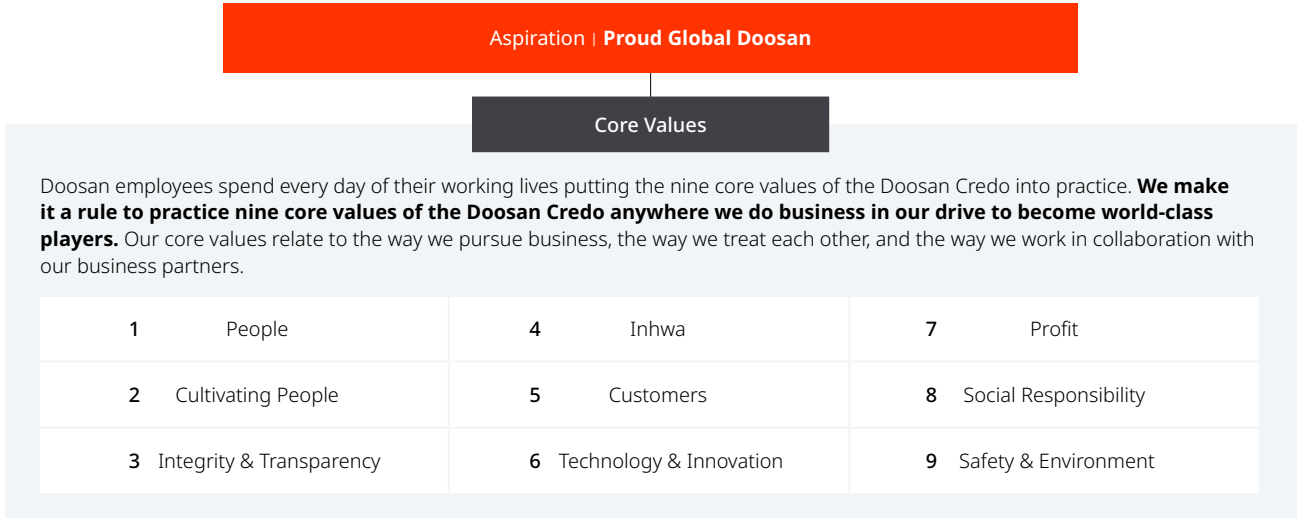 Aspiration | Proud Global Doosan
Core Values
Doosan employees spend every day of their working lives putting the nine core values of the Doosan Credo into practice. We make
it a rule to practice nine core values of the Doosan Credo anywhere we do business in our drive to become world-class
players. Our core values relate to the way we pursue business, the way we treat each other, and the way we work in collaboration with
our business partners.
1 People
4 Inhwa
7 Profit
2 Cultivating People
5 Customers
8 Social Responsibility
3 Integrity & Transparency
6 Technology & Innovation
9 Safety & Environment